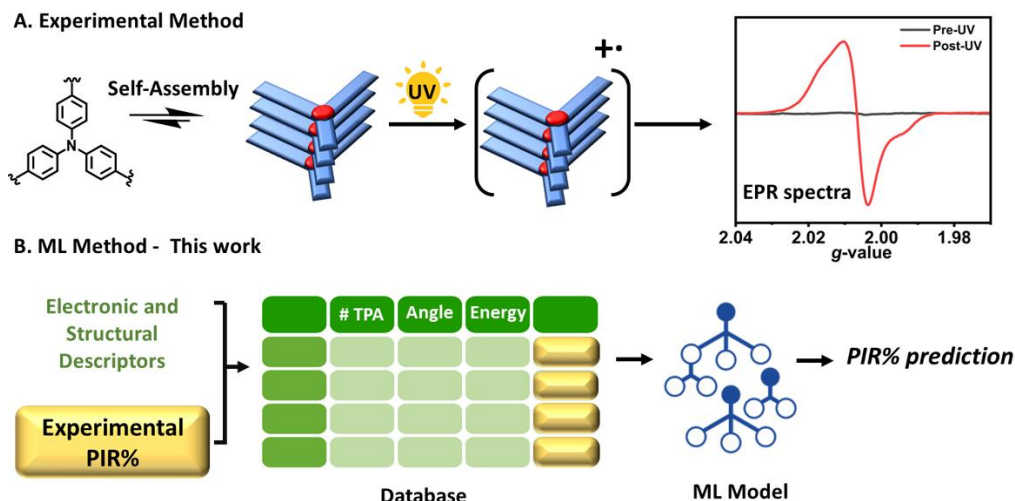 A. Experimental Method
Self-Assembly
N
UV
+•
Pre-UV
Post-UV
EPR spectra
2.04 2.02 2.00 1.98
g-value
B. ML Method - This work
Electronic and
Structural
Descriptors
Experimental
PIR%
# TPA Angle Energy
PIR% prediction
Database
ML Model